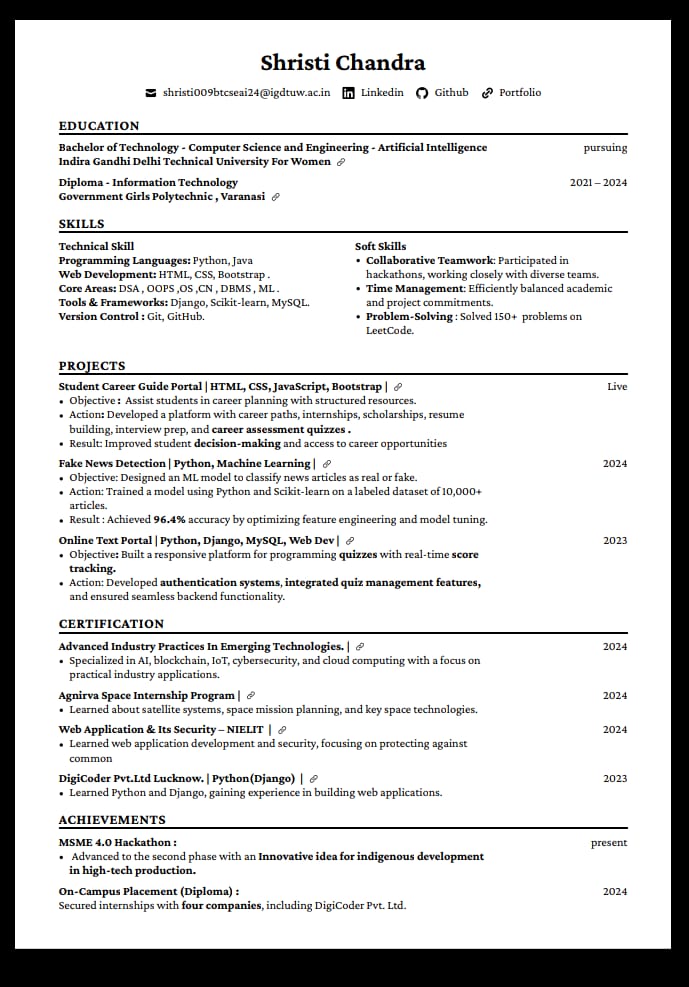 Shristi Chandra
shristi009btcseai24@igdtuw.ac.in Linkedin Github Portfolio
EDUCATION
Bachelor of Technology - Computer Science and Engineering - Artificial Intelligence pursuing
Indira Gandhi Delhi Technical University For Women
Diploma - Information Technology 2021 – 2024
Government Girls Polytechnic , Varanasi
SKILLS
Technical Skill
Programming Languages: Python, Java
Web Development: HTML, CSS, Bootstrap .
Core Areas: DSA , OOPS ,OS ,CN , DBMS , ML .
Tools & Frameworks: Django, Scikit-learn, MySQL.
Version Control : Git, GitHub.
Soft Skills
• Collaborative Teamwork: Participated in
hackathons, working closely with diverse teams.
• Time Management: Efficiently balanced academic
and project commitments.
• Problem-Solving : Solved 150+ problems on
LeetCode.
PROJECTS
Student Career Guide Portal | HTML, CSS, JavaScript, Bootstrap | Live
• Objective : Assist students in career planning with structured resources.
• Action: Developed a platform with career paths, internships, scholarships, resume
building, interview prep, and career assessment quizzes .
• Result: Improved student decision-making and access to career opportunities
Fake News Detection | Python, Machine Learning | 2024
• Objective: Designed an ML model to classify news articles as real or fake.
• Action: Trained a model using Python and Scikit-learn on a labeled dataset of 10,000+
articles.
• Result : Achieved 96.4% accuracy by optimizing feature engineering and model tuning.
Online Text Portal | Python, Django, MySQL, Web Dev | 2023
• Objective: Built a responsive platform for programming quizzes with real-time score
tracking.
• Action: Developed authentication systems, integrated quiz management features,
and ensured seamless backend functionality.
CERTIFICATION
Advanced Industry Practices In Emerging Technologies. | 2024
• Specialized in AI, blockchain, IoT, cybersecurity, and cloud computing with a focus on
practical industry applications.
Agnirva Space Internship Program | 2024
• Learned about satellite systems, space mission planning, and key space technologies.
Web Application & Its Security – NIELIT | 2024
• Learned web application development and security, focusing on protecting against
common
DigiCoder Pvt.Ltd Lucknow. | Python(Django) | 2023
• Learned Python and Django, gaining experience in building web applications.
ACHIEVEMENTS
MSME 4.0 Hackathon : present
• Advanced to the second phase with an Innovative idea for indigenous development
in high-tech production.
On-Campus Placement (Diploma) : 2024
Secured internships with four companies, including DigiCoder Pvt. Ltd.